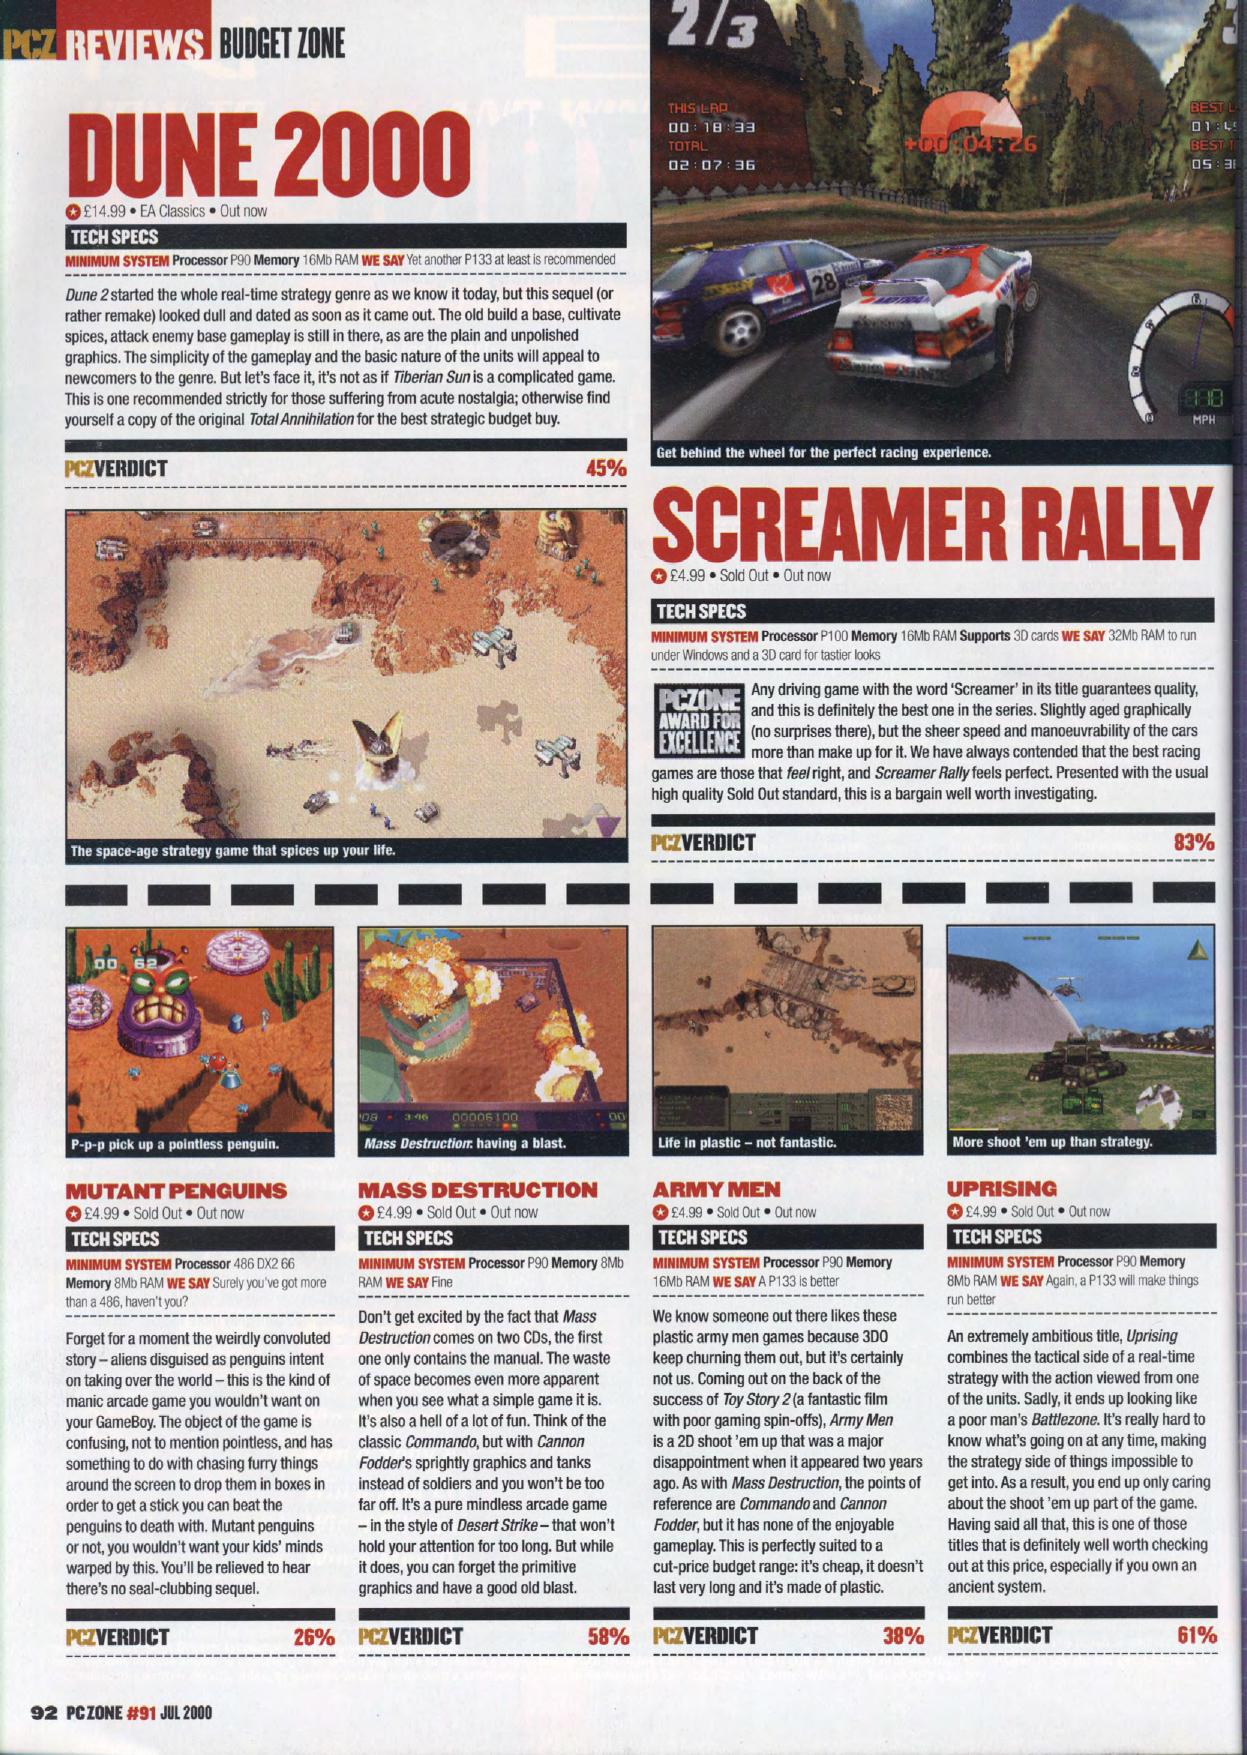 PCZ REVIEWS BUDGET ZONE
DUNE 2000
£14.99 • EA Classics • Out now
TECH SPECS
MINIMUM SYSTEM Processor P90 Memory 16Mb RAM WE SAY Yet another P133 at least is recommended
Dune 2 started the whole real-time strategy genre as we know it today, but this sequel (or
rather remake) looked dull and dated as soon as it came out. The old build a base, cultivate
spices, attack enemy base gameplay is still in there, as are the plain and unpolished
graphics. The simplicity of the gameplay and the basic nature of the units will appeal to
newcomers to the genre. But let's face it, it's not as if Tiberian Sun is a complicated game.
This is one recommended strictly for those suffering from acute nostalgia; otherwise find
yourself a copy of the original Total Annihilation for the best strategic budget buy.
PCZVERDICT 45%
The space-age strategy game that spices up your life.
2/3
THIS LAP
00:18:33
TOTAL
02:07:36
+00:04:26
BEST
01:4
BEST
05:3
28
118
MPH
Get behind the wheel for the perfect racing experience.
SCREAMER RALLY
£4.99 • Sold Out • Out now
TECH SPECS
MINIMUM SYSTEM Processor P100 Memory 16Mb RAM Supports 3D cards WE SAY 32Mb RAM to run
under Windows and a 3D card for tastier looks
PCZONE
AWARD FOR
EXCELLENCE
Any driving game with the word 'Screamer' in its title guarantees quality,
and this is definitely the best one in the series. Slightly aged graphically
(no surprises there), but the sheer speed and manoeuvrability of the cars
more than make up for it. We have always contended that the best racing
games are those that feel right, and Screamer Rally feels perfect. Presented with the usual
high quality Sold Out standard, this is a bargain well worth investigating.
PCZVERDICT 83%
00 62
P-p-p pick up a pointless penguin.
MUTANT PENGUINS
£4.99 • Sold Out • Out now
TECH SPECS
MINIMUM SYSTEM Processor 486 DX2 66
Memory 8Mb RAM WE SAY Surely you've got more
than a 486, haven't you?
Forget for a moment the weirdly convoluted
story – aliens disguised as penguins intent
on taking over the world – this is the kind of
manic arcade game you wouldn't want on
your GameBoy. The object of the game is
confusing, not to mention pointless, and has
something to do with chasing furry things
around the screen to drop them in boxes in
order to get a stick you can beat the
penguins to death with. Mutant penguins
or not, you wouldn't want your kids' minds
warped by this. You'll be relieved to hear
there's no seal-clubbing sequel.
PCZVERDICT 26%
3:46 00006100 00
Mass Destruction: having a blast.
MASS DESTRUCTION
£4.99 • Sold Out • Out now
TECH SPECS
MINIMUM SYSTEM Processor P90 Memory 8Mb
RAM WE SAY Fine
Don't get excited by the fact that Mass
Destruction comes on two CDs, the first
one only contains the manual. The waste
of space becomes even more apparent
when you see what a simple game it is.
It's also a hell of a lot of fun. Think of the
classic Commando, but with Cannon
Fodder's sprightly graphics and tanks
instead of soldiers and you won't be too
far off. It's a pure mindless arcade game
– in the style of Desert Strike – that won't
hold your attention for too long. But while
it does, you can forget the primitive
graphics and have a good old blast.
PCZVERDICT 58%
Life in plastic – not fantastic.
ARMY MEN
£4.99 • Sold Out • Out now
TECH SPECS
MINIMUM SYSTEM Processor P90 Memory
16Mb RAM WE SAY A P133 is better
We know someone out there likes these
plastic army men games because 3DO
keep churning them out, but it's certainly
not us. Coming out on the back of the
success of Toy Story 2 (a fantastic film
with poor gaming spin-offs), Army Men
is a 2D shoot 'em up that was a major
disappointment when it appeared two years
ago. As with Mass Destruction, the points of
reference are Commando and Cannon
Fodder, but it has none of the enjoyable
gameplay. This is perfectly suited to a
cut-price budget range: it's cheap, it doesn't
last very long and it's made of plastic.
PCZVERDICT 38%
More shoot 'em up than strategy.
UPRISING
£4.99 • Sold Out • Out now
TECH SPECS
MINIMUM SYSTEM Processor P90 Memory
8Mb RAM WE SAY Again, a P133 will make things
run better
An extremely ambitious title, Uprising
combines the tactical side of a real-time
strategy with the action viewed from one
of the units. Sadly, it ends up looking like
a poor man's Battlezone. It's really hard to
know what's going on at any time, making
the strategy side of things impossible to
get into. As a result, you end up only caring
about the shoot 'em up part of the game.
Having said all that, this is one of those
titles that is definitely well worth checking
out at this price, especially if you own an
ancient system.
PCZVERDICT 61%
92 PC ZONE #91 JUL 2000